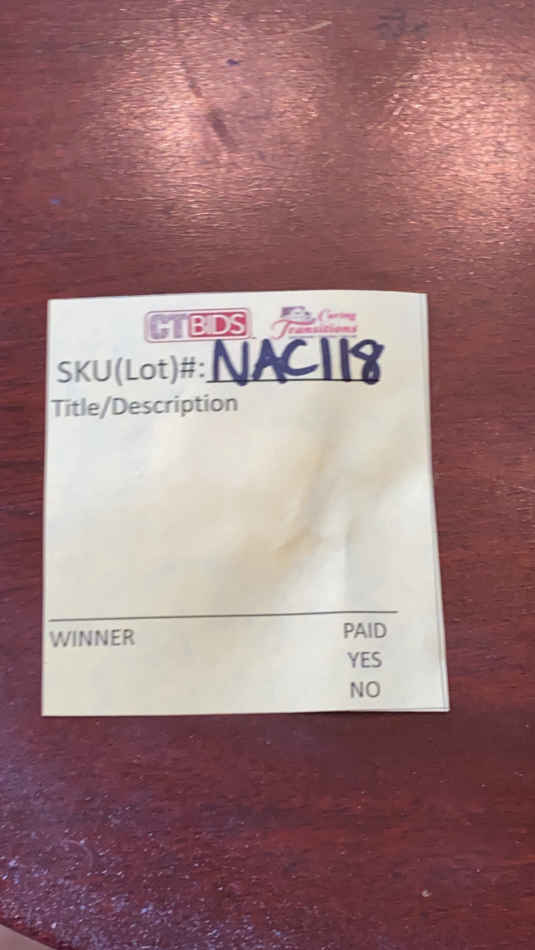 CTBIDS Caring Transitions
SKU(Lot)#: NAC118
Title/Description
WINNER PAID
YES
NO